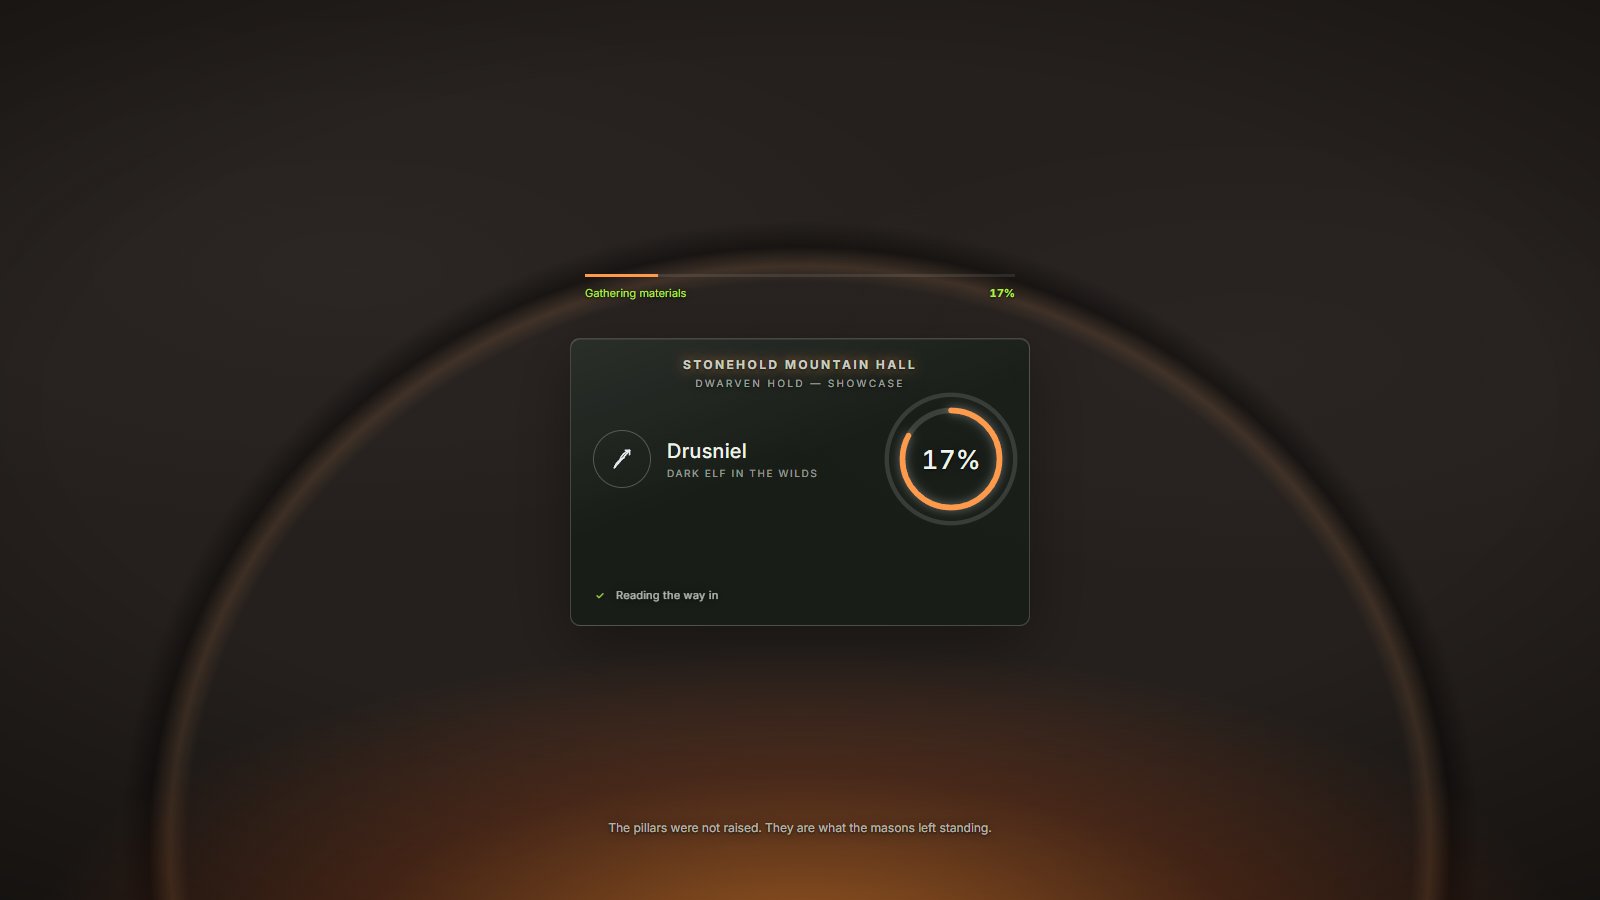 Gathering materials 17%
STONEHOLD MOUNTAIN HALL
DWARVEN HOLD — SHOWCASE
Drusniel
DARK ELF IN THE WILDS
17%
Reading the way in
The pillars were not raised. They are what the masons left standing.